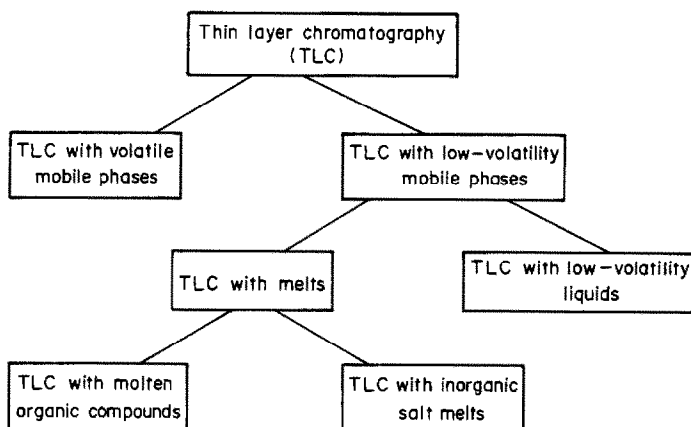 Thin layer chromatography
(TLC)
TLC with volatile
mobile phases
TLC with low-volatility
mobile phases
TLC with melts
TLC with low-volatility
liquids
TLC with molten
organic compounds
TLC with inorganic
salt melts